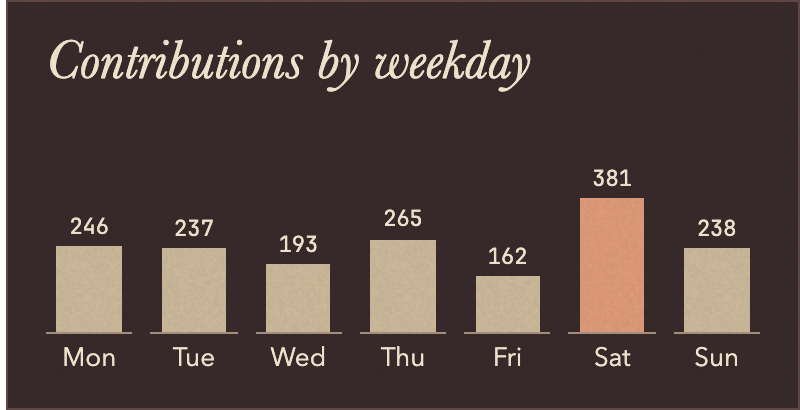 Contributions by weekday
246 237 193 265 162 381 238
Mon Tue Wed Thu Fri Sat Sun